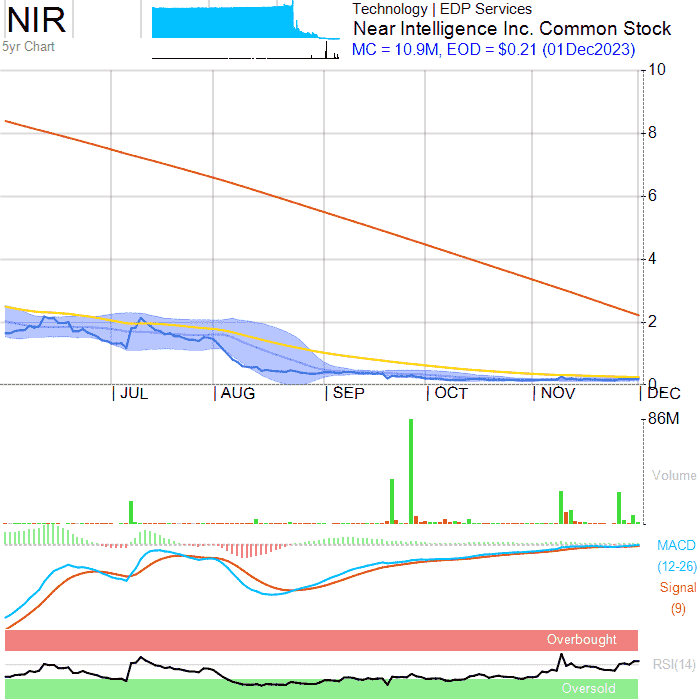 NIR
5yr Chart
Technology | EDP Services
Near Intelligence Inc. Common Stock
MC = 10.9M, EOD = $0.21 (01Dec2023)
10
8
6
4
2
0
JUL
AUG
SEP
OCT
NOV
DEC
86M
Volume
MACD
(12-26)
Signal
(9)
Overbought
RSI(14)
Oversold